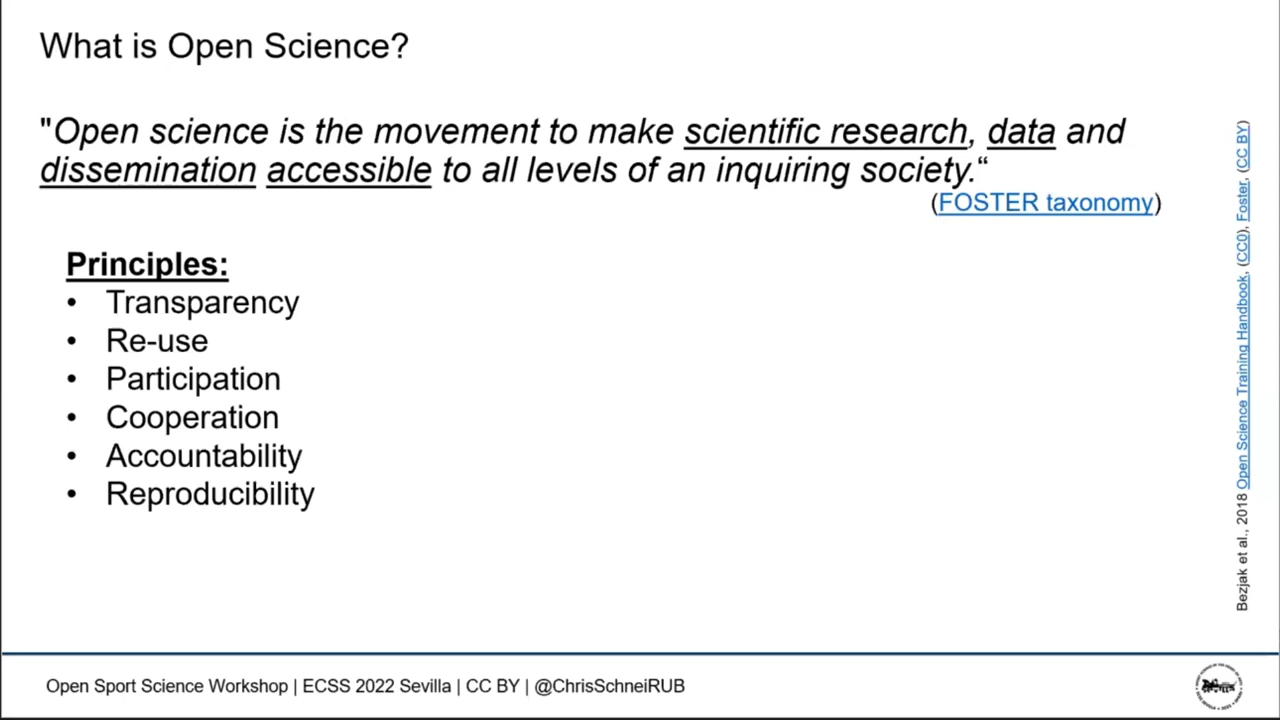 What is Open Science?
"Open science is the movement to make scientific research, data and
dissemination accessible to all levels of an inquiring society.“
(FOSTER taxonomy)
Principles:
• Transparency
• Re-use
• Participation
• Cooperation
• Accountability
• Reproducibility
Bezjak et al., 2018 Open Science Training Handbook, (CC0), Foster, (CC BY)
Open Sport Science Workshop | ECSS 2022 Sevilla | CC BY | @ChrisSchneiRUB